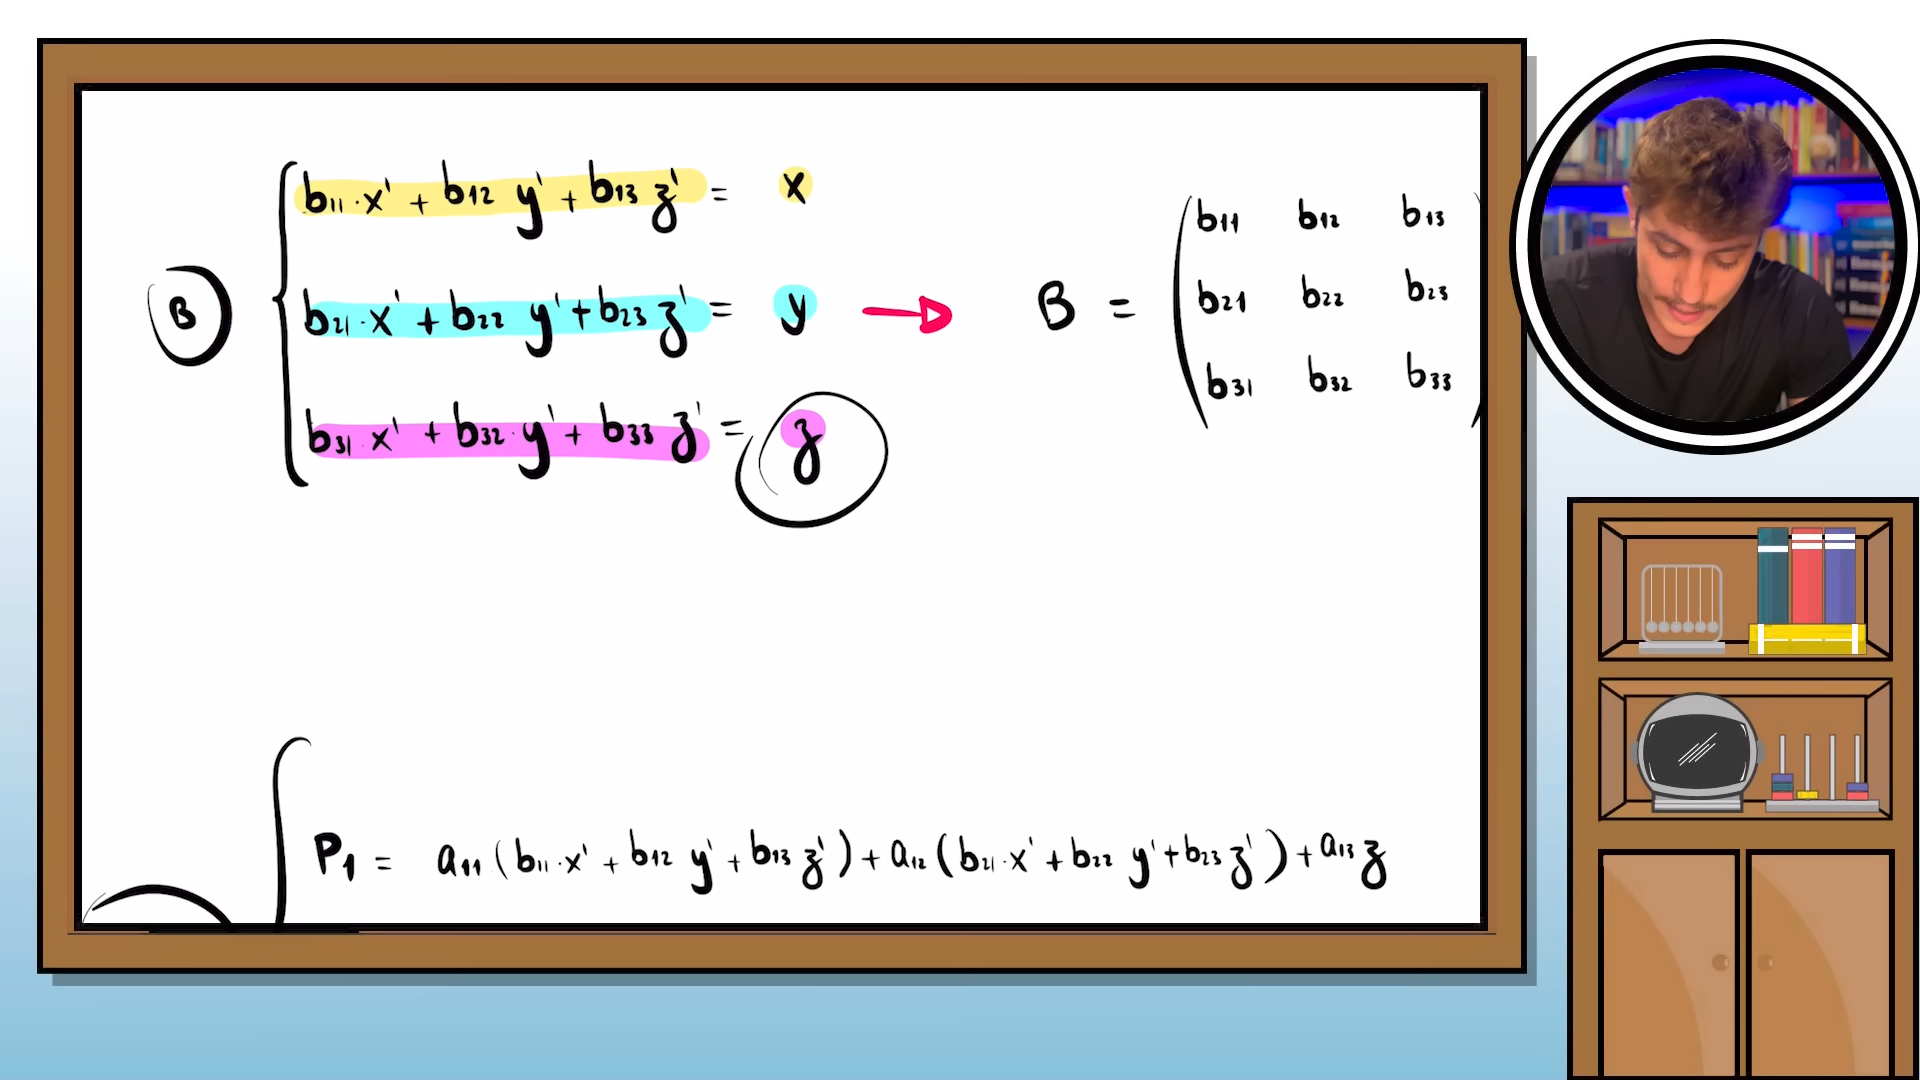 b₁₁·x' + b₁₂ y' + b₁₃ z' = x
B
b₂₁·x' + b₂₂ y' + b₂₃ z' = y → B = ( b₁₁ b₁₂ b₁₃
b₂₁ b₂₂ b₂₃
b₃₁ b₃₂ b₃₃ )
b₃₁ x' + b₃₂·y' + b₃₃ z' = z
P₁ = a₁₁ (b₁₁·x' + b₁₂ y' + b₁₃ z') + a₁₂ (b₂₁·x' + b₂₂ y' + b₂₃ z') + a₁₃ z